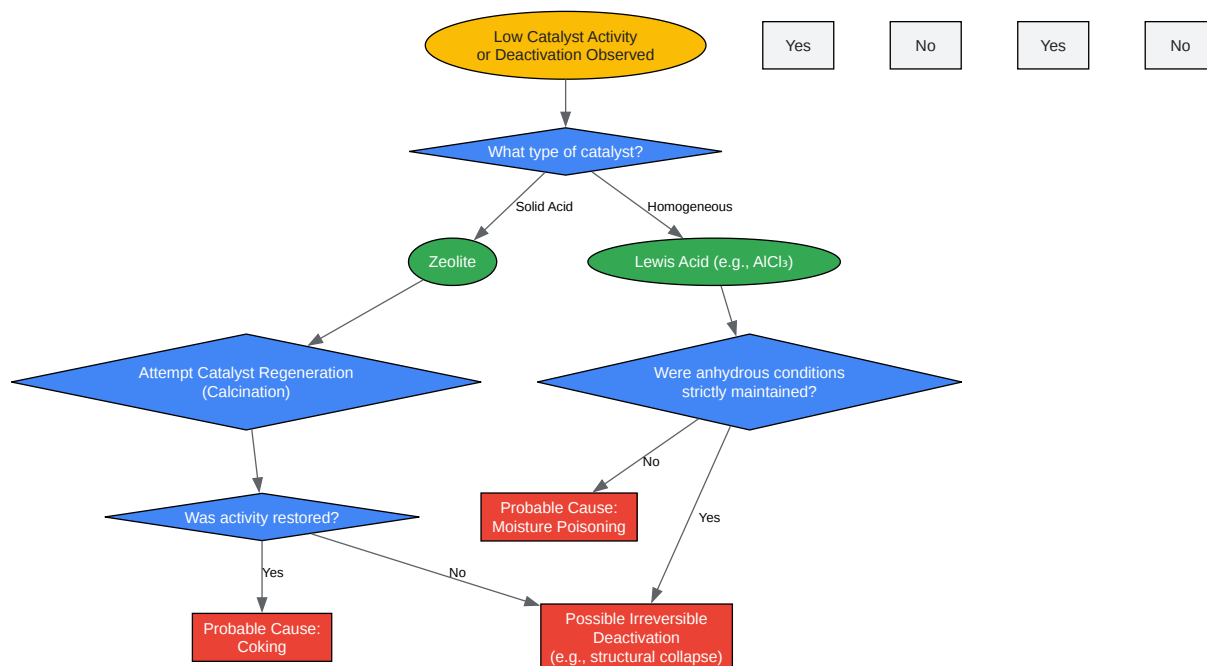 Low Catalyst Activity
or Deactivation Observed
Yes
No
Yes
No
What type of catalyst?
Solid Acid
Homogeneous
Zeolite
Lewis Acid (e.g., AlCl₃)
Attempt Catalyst Regeneration
(Calcination)
Were anhydrous conditions
strictly maintained?
No
Probable Cause:
Moisture Poisoning
Yes
Was activity restored?
Yes
No
Probable Cause:
Coking
Possible Irreversible
Deactivation
(e.g., structural collapse)